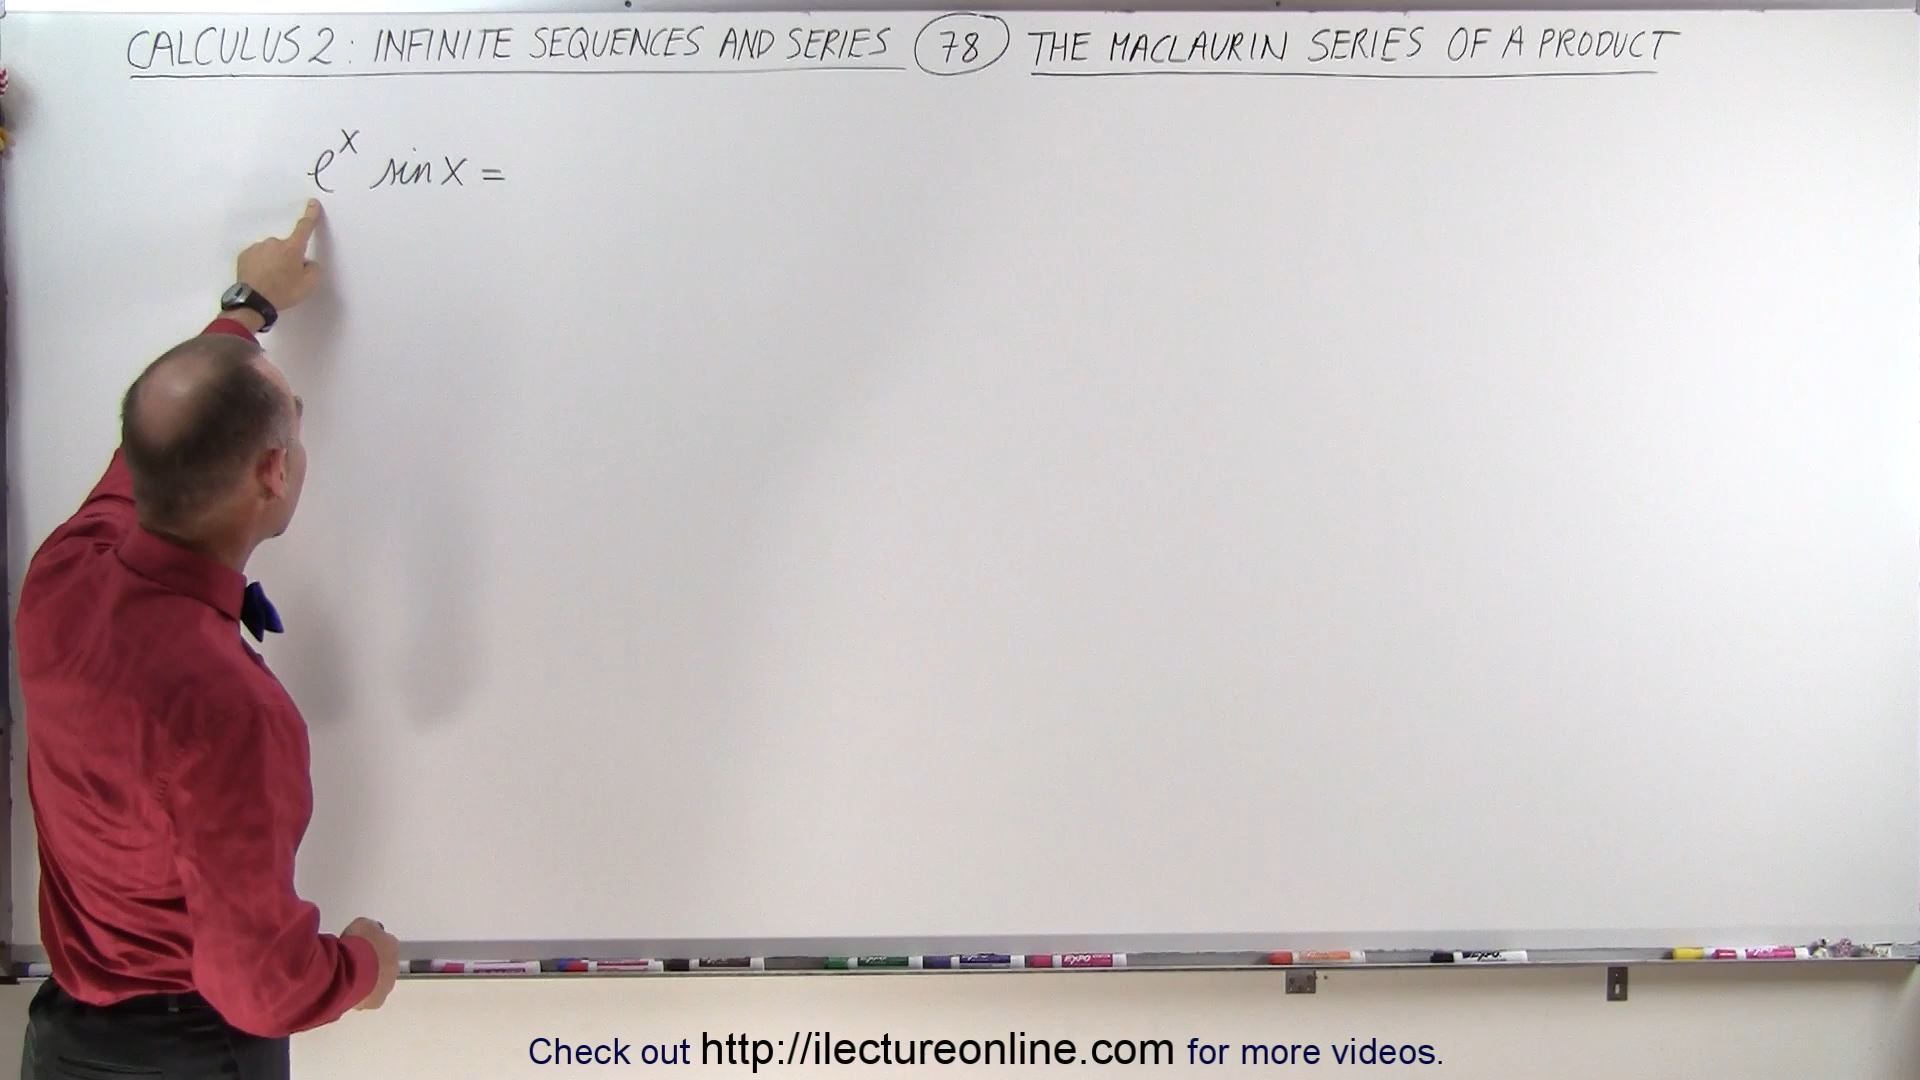 CALCULUS 2: INFINITE SEQUENCES AND SERIES 78 THE MACLAURIN SERIES OF A PRODUCT
e^x sin x =
Check out http://ilectureonline.com for more videos.